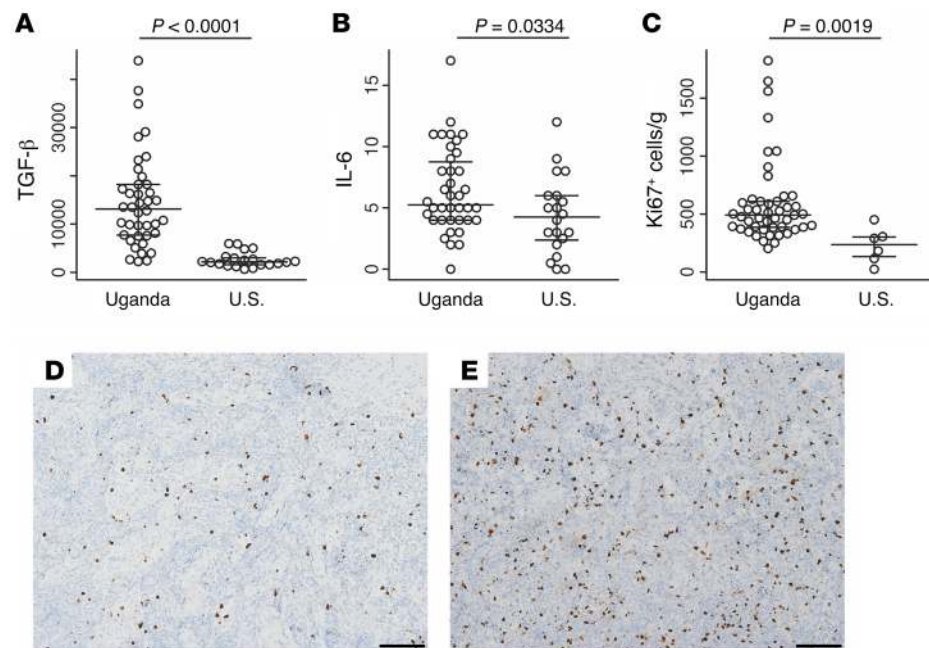 A
P < 0.0001
TGF-β
0
10000
30000
Uganda
U.S.
B
P = 0.0334
IL-6
0
5
10
15
Uganda
U.S.
C
P = 0.0019
Ki67⁺ cells/g
0
500
1000
1500
Uganda
U.S.
D
E